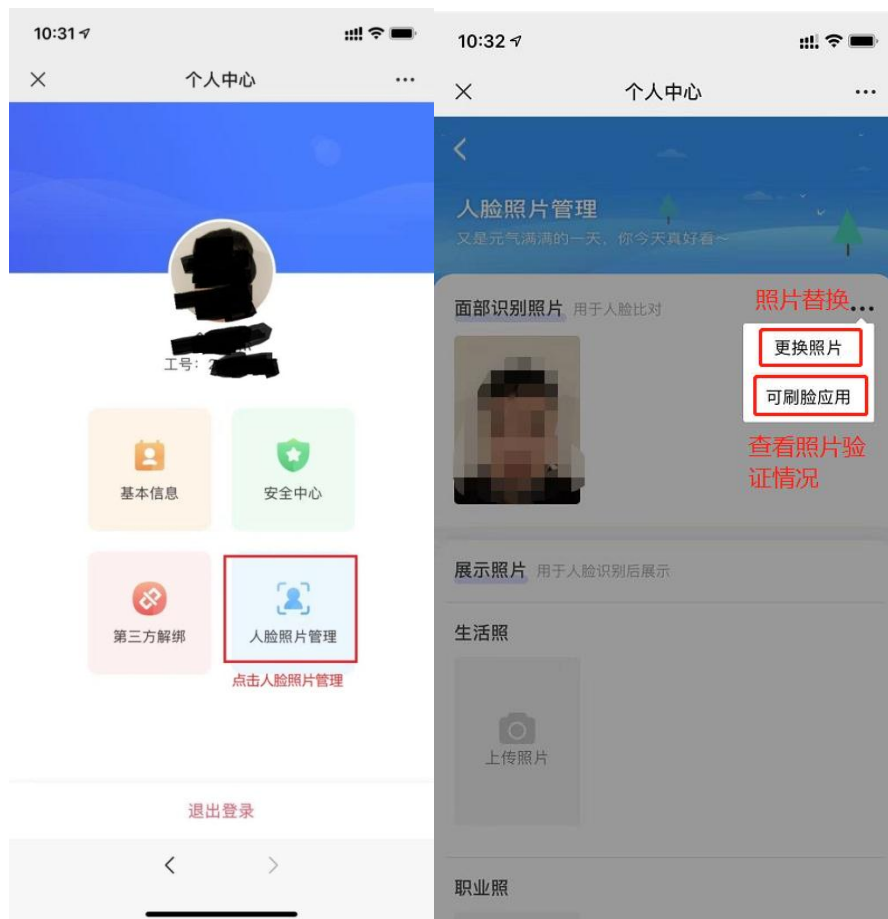 10:31
个人中心
工号：2
基本信息
安全中心
第三方解绑
人脸照片管理
点击人脸照片管理
退出登录
10:32
个人中心
人脸照片管理
又是元气满满的一天，你今天真好看~
面部识别照片 用于人脸比对
照片替换
更换照片
可刷脸应用
查看照片验
证情况
展示照片 用于人脸识别后展示
生活照
上传照片
职业照